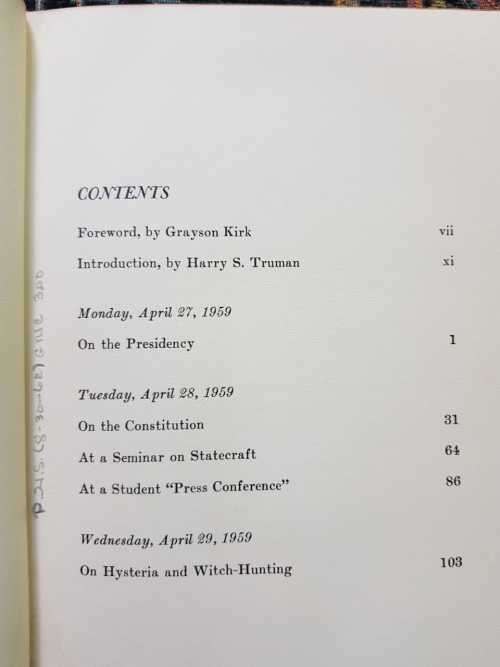 CONTENTS
Foreword, by Grayson Kirk vii
Introduction, by Harry S. Truman xi
Monday, April 27, 1959
On the Presidency 1
Tuesday, April 28, 1959
On the Constitution 31
At a Seminar on Statecraft 64
At a Student “Press Conference” 86
Wednesday, April 29, 1959
On Hysteria and Witch-Hunting 103